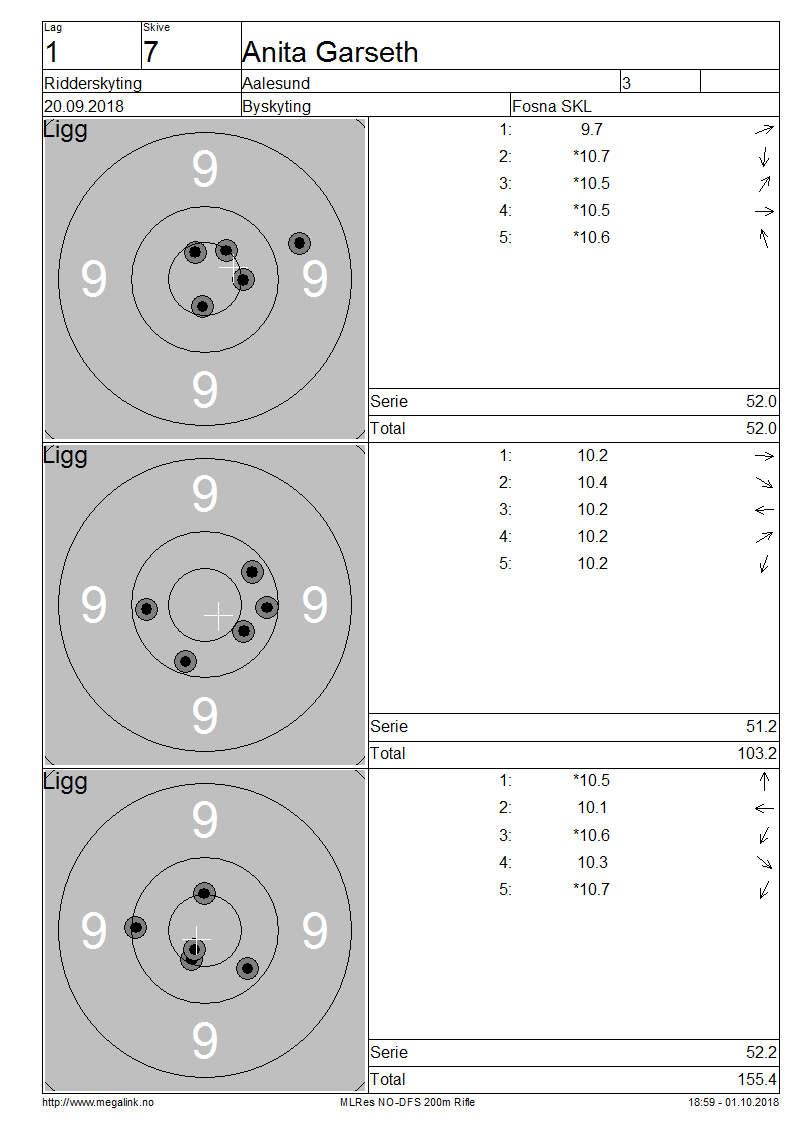 Lag Skive
1 7 Anita Garseth
Ridderskyting Aalesund 3
20.09.2018 Byskyting Fosna SKL
Ligg
9
9 9
9
1: 9.7
2: *10.7
3: *10.5
4: *10.5
5: *10.6
Serie 52.0
Total 52.0
Ligg
9
9 9
9
1: 10.2
2: 10.4
3: 10.2
4: 10.2
5: 10.2
Serie 51.2
Total 103.2
Ligg
9
9 9
9
1: *10.5
2: 10.1
3: *10.6
4: 10.3
5: *10.7
Serie 52.2
Total 155.4
http://www.megalink.no MLRes NO-DFS 200m Rifle 18:59 - 01.10.2018